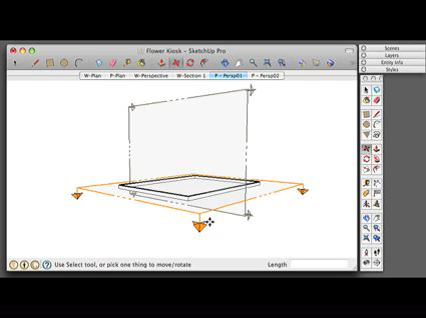 Flower Kiosk - SketchUp Pro
W-Plan P-Plan W-Perspective W-Section 1 P - Persp01 P - Persp02
Scenes
Layers
Entity Info
Styles
Use Select tool, or pick one thing to move/rotate Length